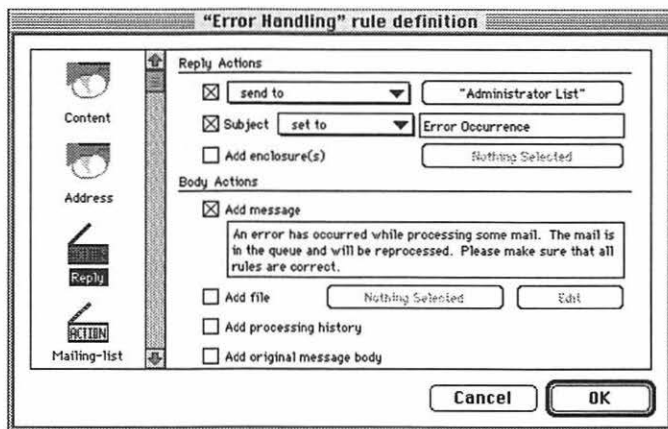 "Error Handling" rule definition
Content
Address
Reply
ACTION
Mailing-list
Reply Actions
send to
"Administrator List"
Subject
set to
Error Occurrence
Add enclosure(s)
Nothing Selected
Body Actions
Add message
An error has occurred while processing some mail. The mail is
in the queue and will be reprocessed. Please make sure that all
rules are correct.
Add file
Nothing Selected
Edit
Add processing history
Add original message body
Cancel
OK